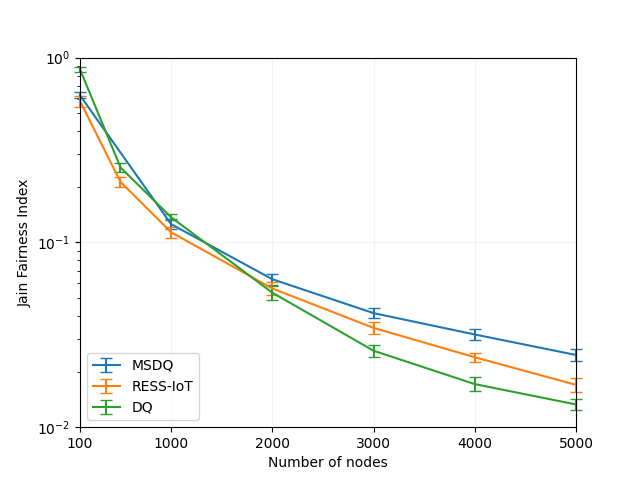 10^0
10^-1
10^-2
Jain Fairness Index
MSDQ
RESS-IoT
DQ
100 1000 2000 3000 4000 5000
Number of nodes